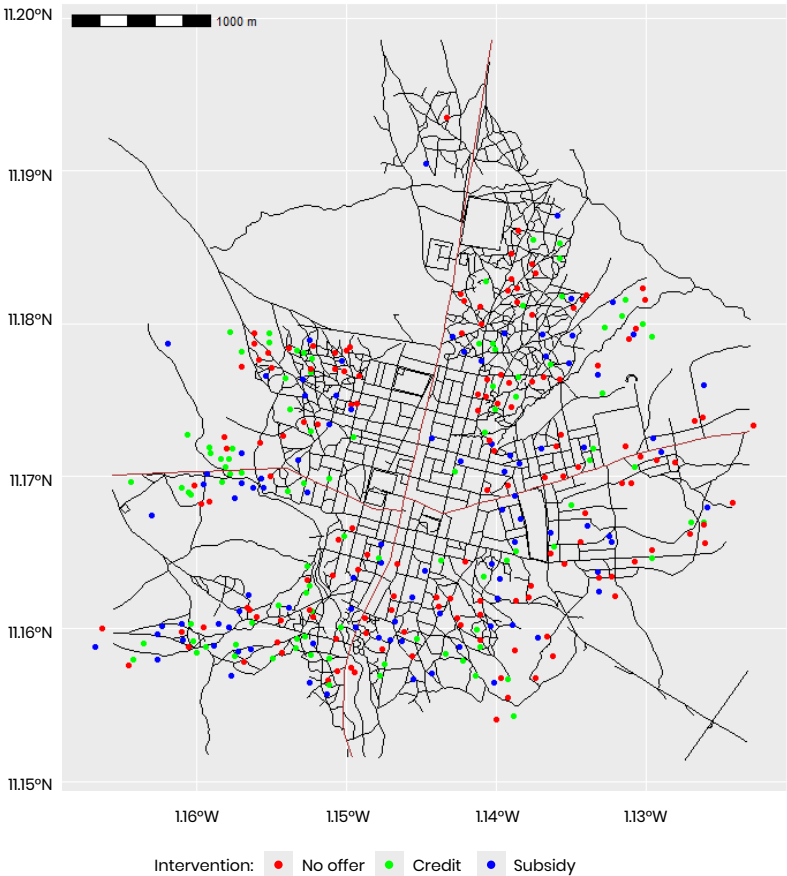 11.20°N
1000 m
11.19°N
11.18°N
11.17°N
11.16°N
11.15°N
1.16°W 1.15°W 1.14°W 1.13°W
Intervention: No offer Credit Subsidy